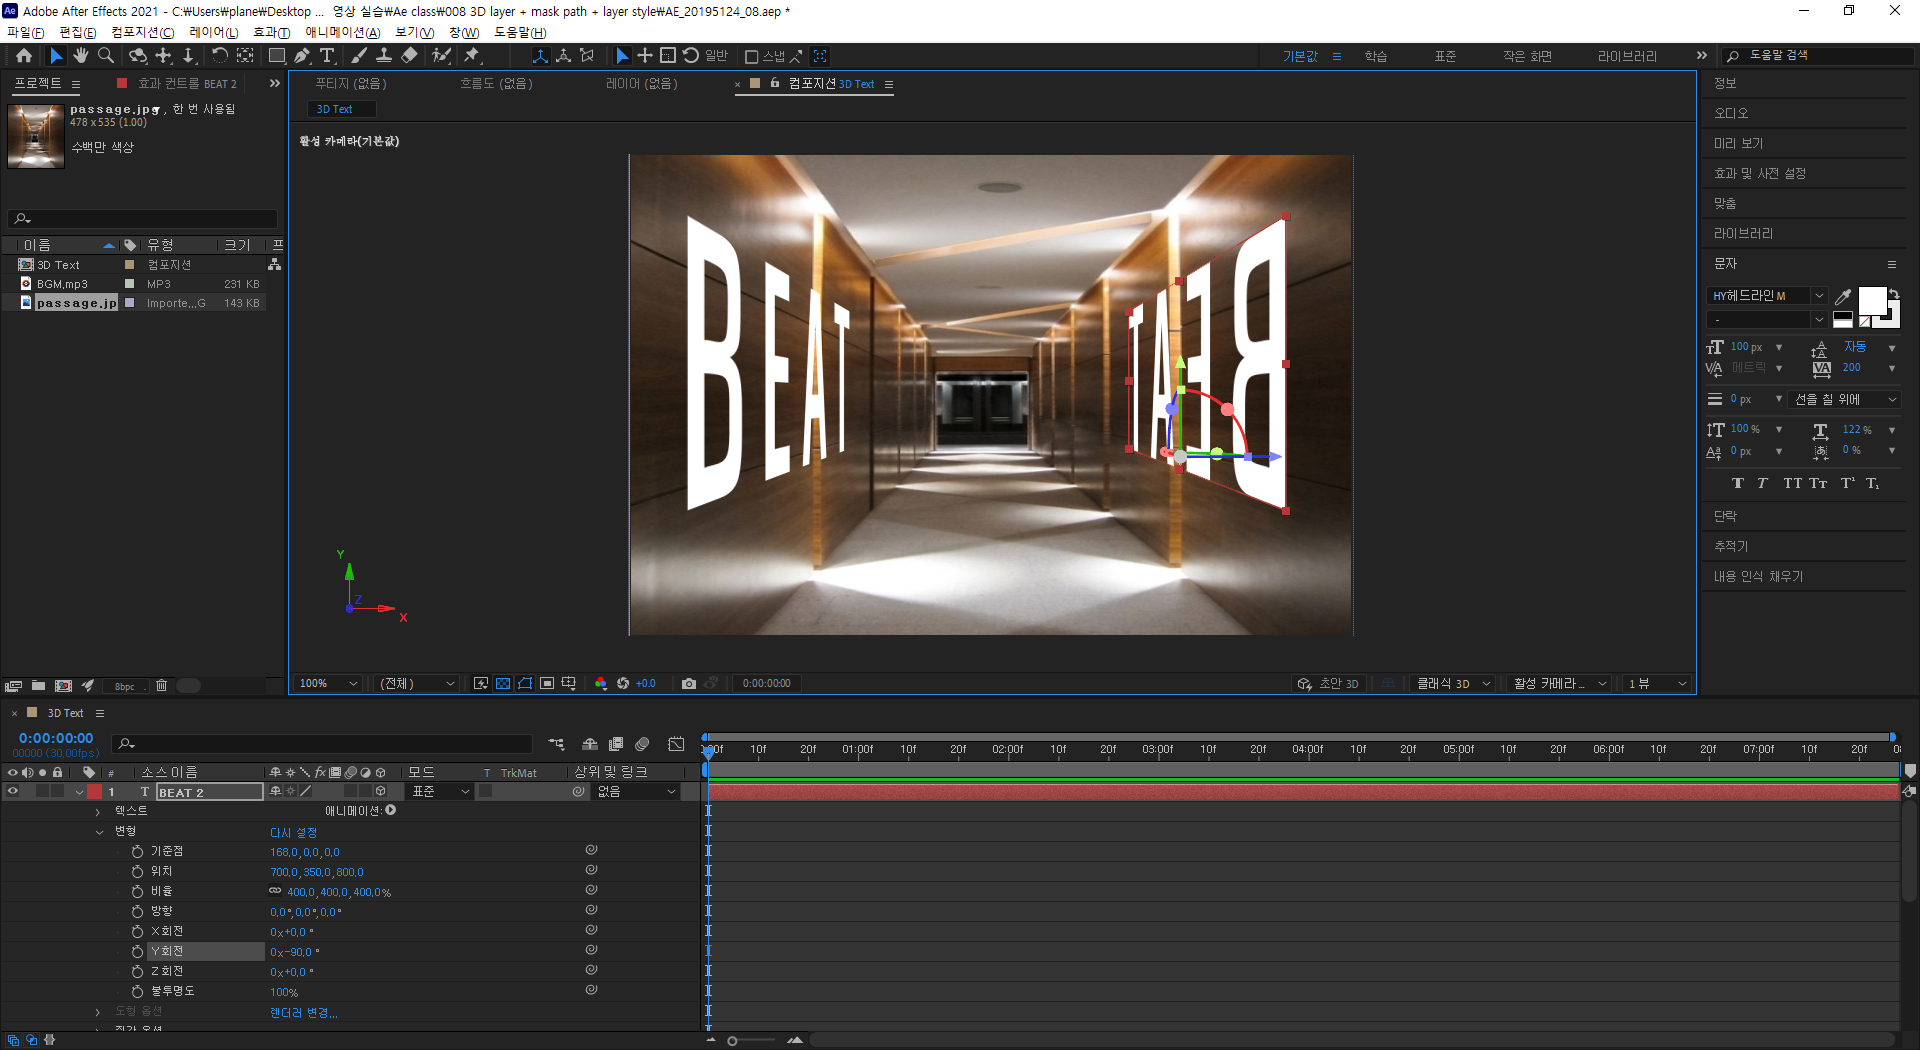 Adobe After Effects 2021 - C:₩Users₩plane₩Desktop ... 영상 실습₩Ae class₩008 3D layer + mask path + layer style₩AE_20195124_08.aep *
파일(F) 편집(E) 컴포지션(C) 레이어(L) 효과(T) 애니메이션(A) 보기(V) 창(W) 도움말(H)
일반 스냅 기본값 학습 표준 작은 화면 라이브러리 도움말 검색
프로젝트 효과 컨트롤 BEAT 2
푸티지 (없음) 흐름도 (없음) 레이어 (없음) 컴포지션 3D Text
3D Text
passage.jpg, 한 번 사용됨
478 x 535 (1.00)
수백만 색상
이름 유형 크기 프
3D Text 컴포지션
BGM.mp3 MP3 231 KB
passage.jp Importe...G 143 KB
8bpc
활성 카메라(기본값)
BEAT
BEAT
Y
Z
X
100% (전체) +0.0 0:00:00:00 초안 3D 클래식 3D 활성 카메라... 1 뷰
정보
오디오
미리 보기
효과 및 사전 설정
맞춤
라이브러리
문자
HY헤드라인M
-
100 px 자동
메트릭 200
0 px 선을 칠 위에
100 % 122 %
0 px 0 %
T T TT Tт T¹ T₁
단락
추적기
내용 인식 채우기
3D Text
0:00:00:00
00000 (30.00fps)
:00f 10f 20f 01:00f 10f 20f 02:00f 10f 20f 03:00f 10f 20f 04:00f 10f 20f 05:00f 10f 20f 06:00f 10f 20f 07:00f 10f 20f 0
# 소스 이름 모드 T TrkMat 상위 및 링크
1 T BEAT 2 표준 없음
텍스트 애니메이션:
변형 다시 설정
기준점 168.0,0.0,0.0
위치 700.0,350.0,800.0
비율 400.0,400.0,400.0%
방향 0.0°,0.0°,0.0°
X 회전 0x+0.0°
Y 회전 0x-90.0°
Z 회전 0x+0.0°
불투명도 100%
도형 옵션 렌더러 변경...